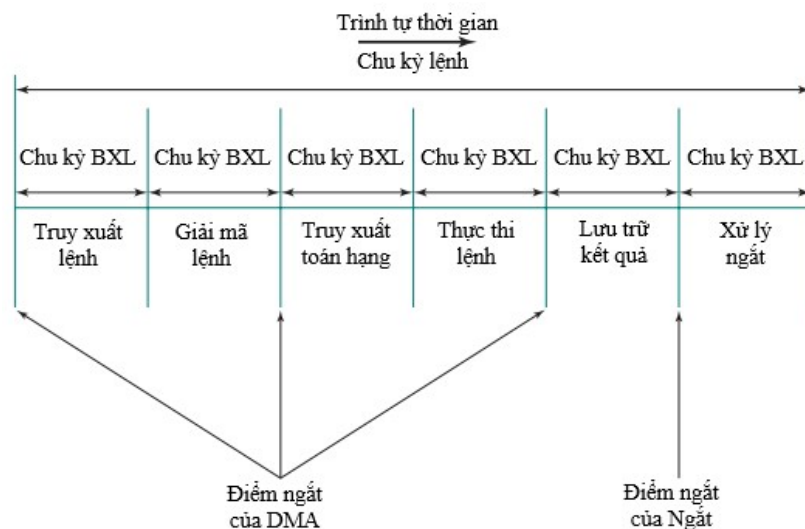 Trình tự thời gian
Chu kỳ lệnh
Chu kỳ BXL Chu kỳ BXL Chu kỳ BXL Chu kỳ BXL Chu kỳ BXL Chu kỳ BXL
Truy xuất
lệnh
Giải mã
lệnh
Truy xuất
toán hạng
Thực thi
lệnh
Lưu trữ
kết quả
Xử lý
ngắt
Điểm ngắt
của DMA
Điểm ngắt
của Ngắt